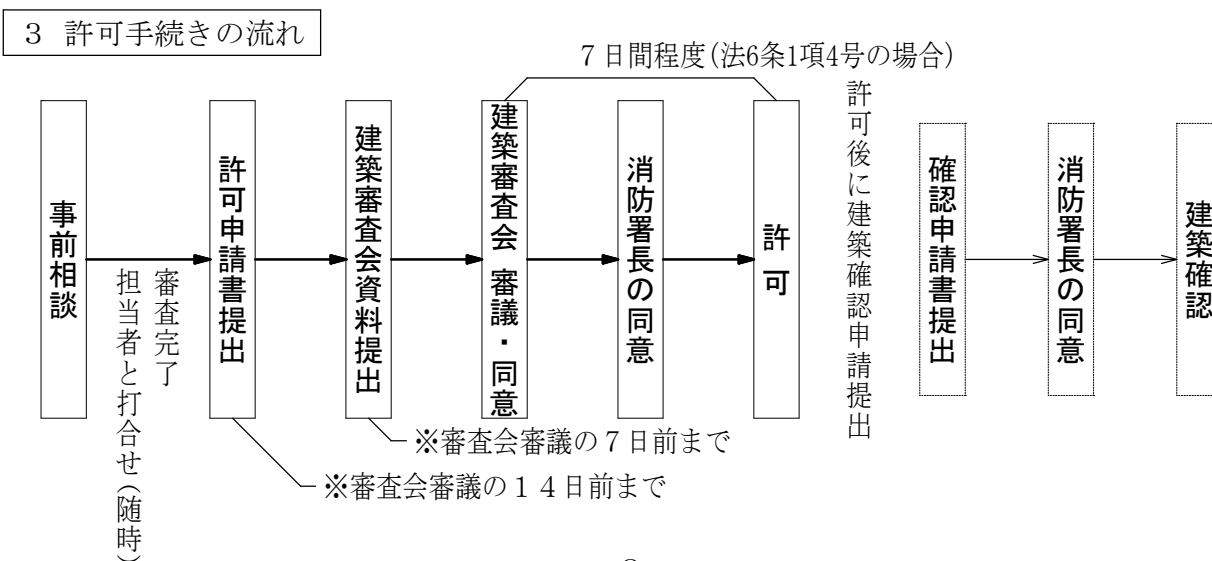 ３　許可手続きの流れ
７日間程度(法6条1項4号の場合)
事前相談
審査完了
担当者と打合せ(随時)
許可申請書提出
建築審査会資料提出
建築審査会　審議・同意
消防署長の同意
許　可
許可後に建築確認申請提出
確認申請書提出
消防署長の同意
建築確認
※審査会審議の７日前まで
※審査会審議の１４日前まで